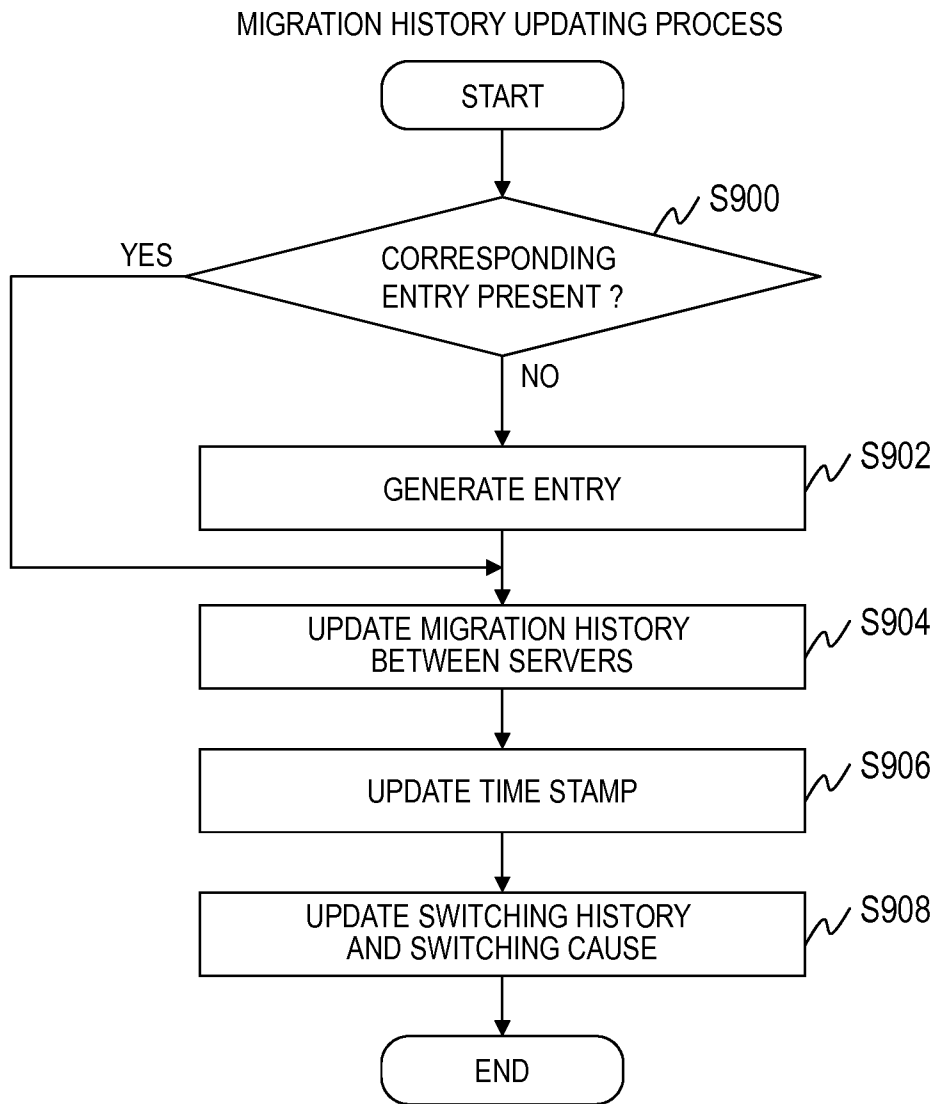 MIGRATION HISTORY UPDATING PROCESS
START
S900
YES
CORRESPONDING
ENTRY PRESENT ?
NO
S902
GENERATE ENTRY
S904
UPDATE MIGRATION HISTORY
BETWEEN SERVERS
S906
UPDATE TIME STAMP
S908
UPDATE SWITCHING HISTORY
AND SWITCHING CAUSE
END